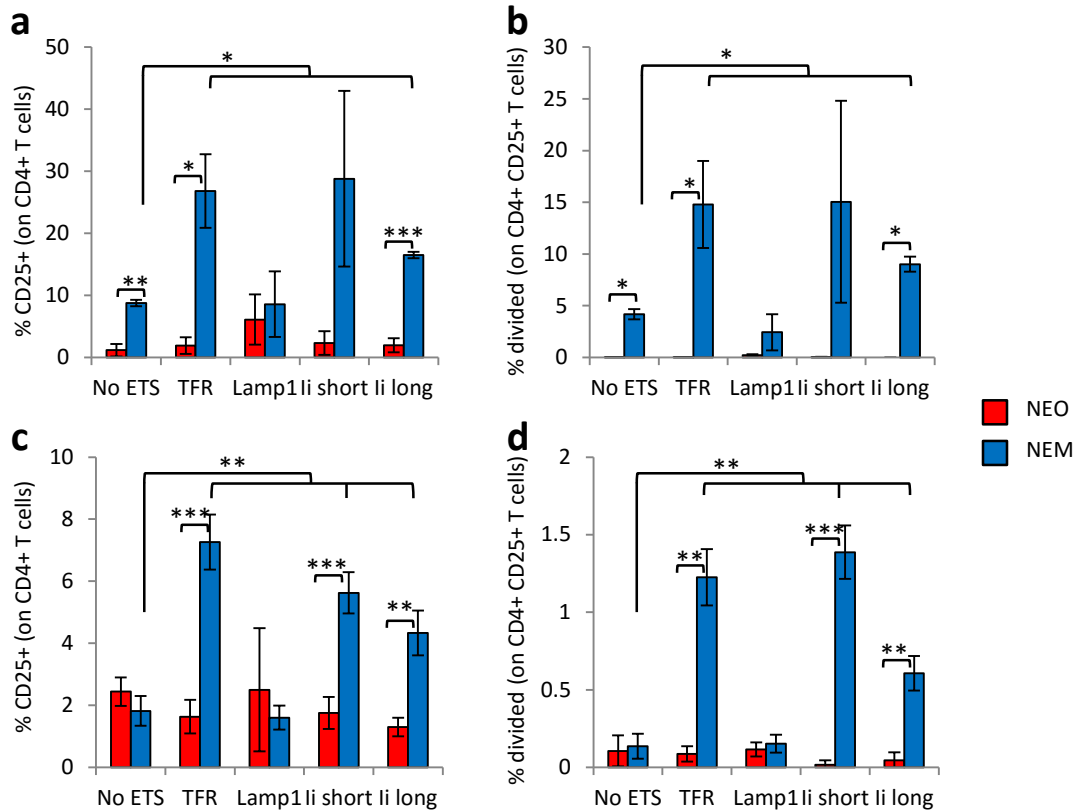 a
% CD25+ (on CD4+ T cells)
50
40
30
20
10
0
*
**
*
***
No ETS TFR Lamp1 Ii short Ii long
b
% divided (on CD4+ CD25+ T cells)
30
25
20
15
10
5
0
*
*
*
*
No ETS TFR Lamp1 Ii short Ii long
NEO
NEM
c
% CD25+ (on CD4+ T cells)
10
8
6
4
2
0
**
***
***
**
No ETS TFR Lamp1 Ii short Ii long
d
% divided (on CD4+ CD25+ T cells)
2
1.5
1
0.5
0
**
**
***
**
No ETS TFR Lamp1 Ii short Ii long